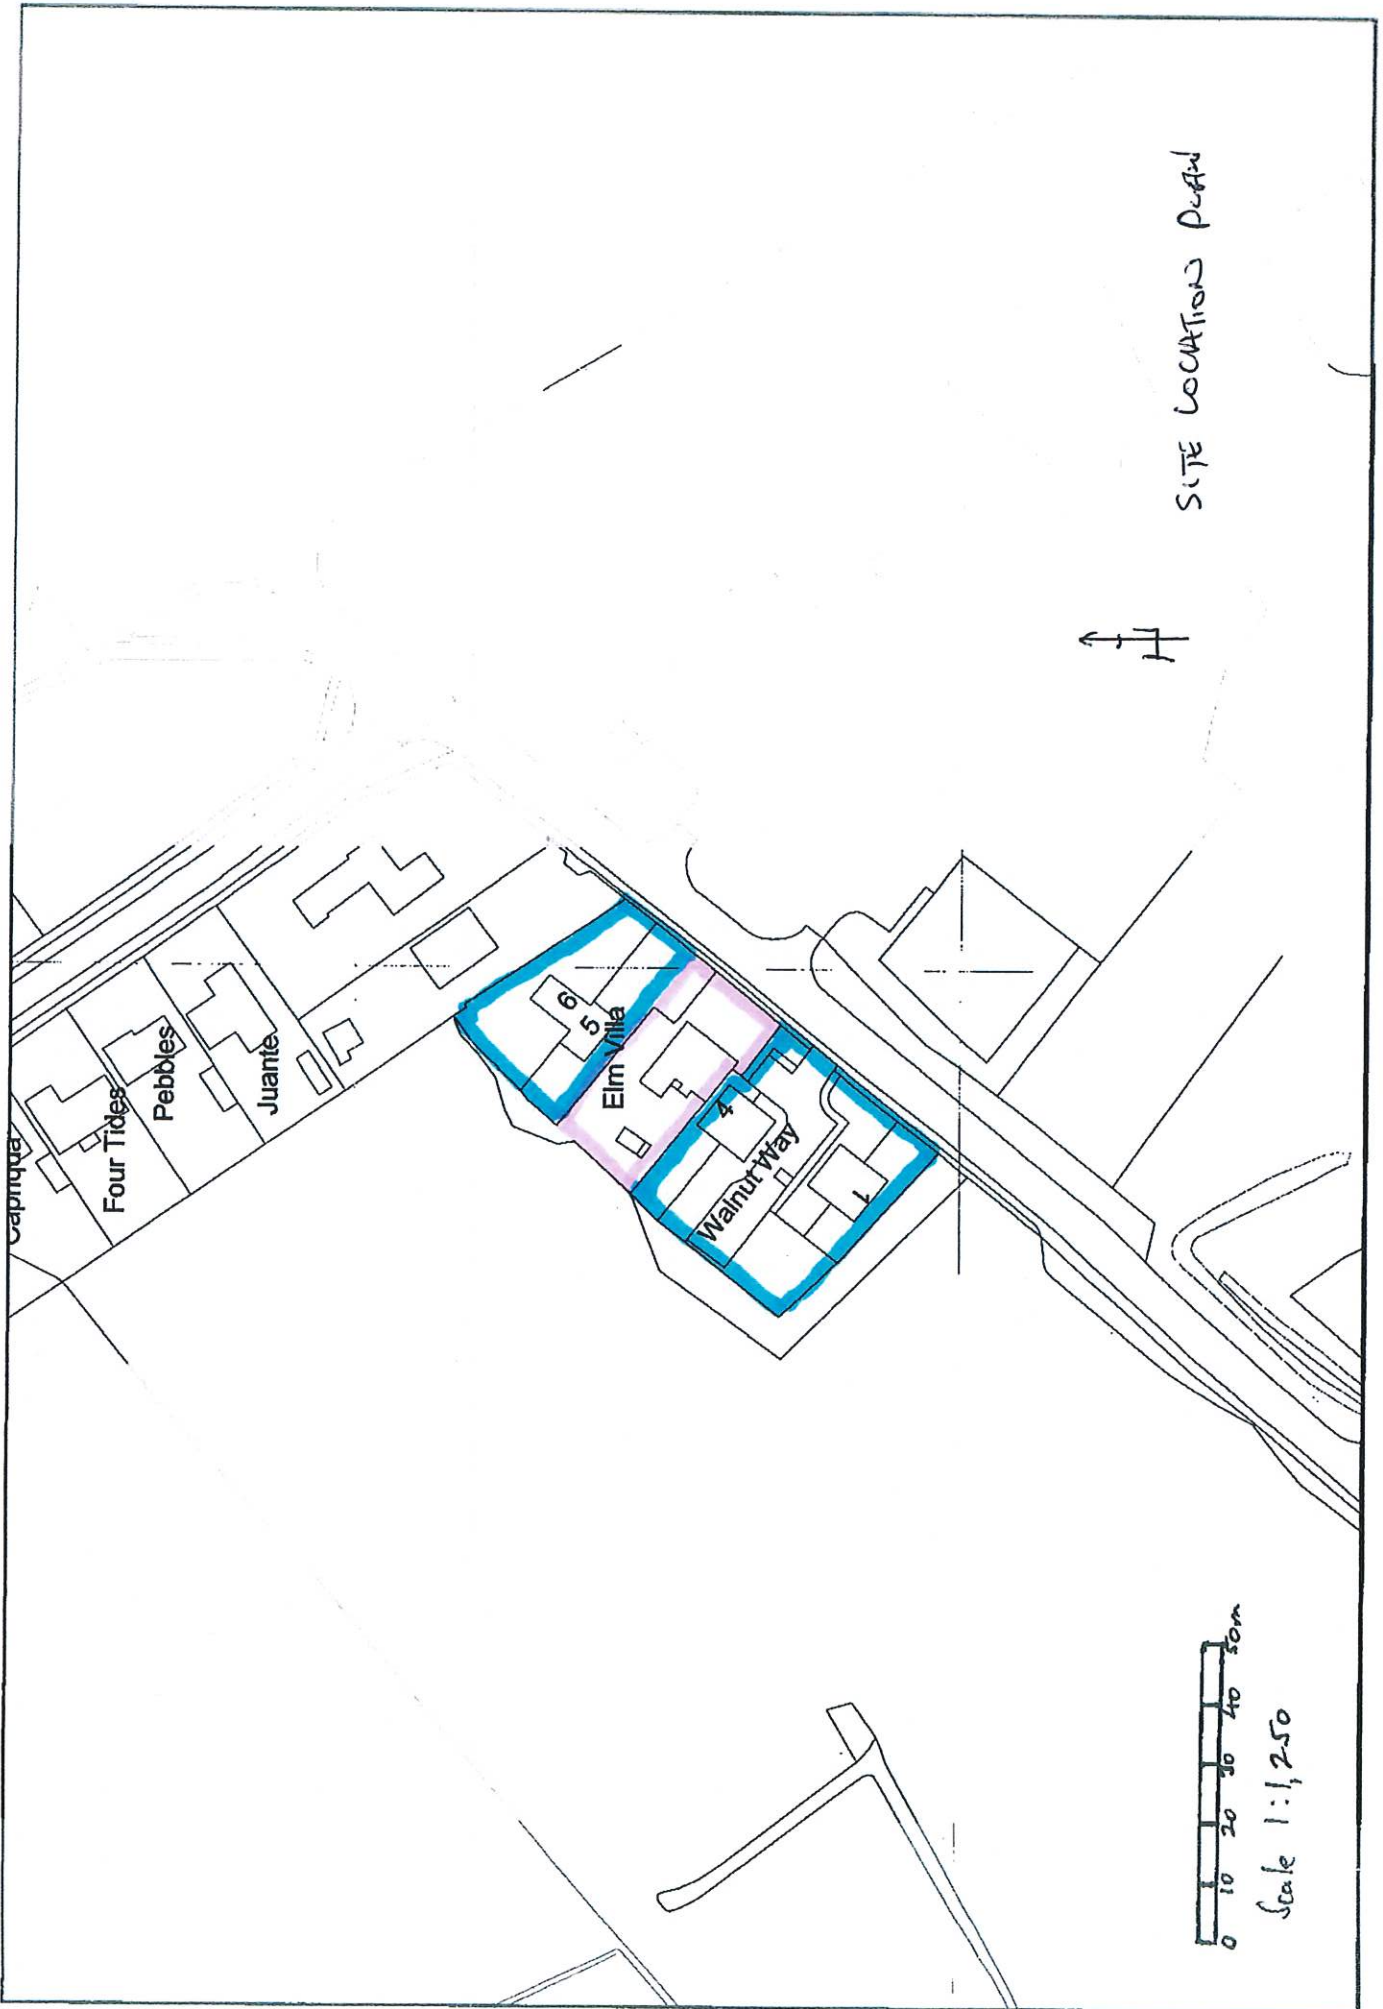 Four Tides
Pebbles
Juante
6
5
Elm Villa
4
Walnut Way
1
SITE LOCATION PLAN
0 10 20 30 40 50m
Scale 1:1,250